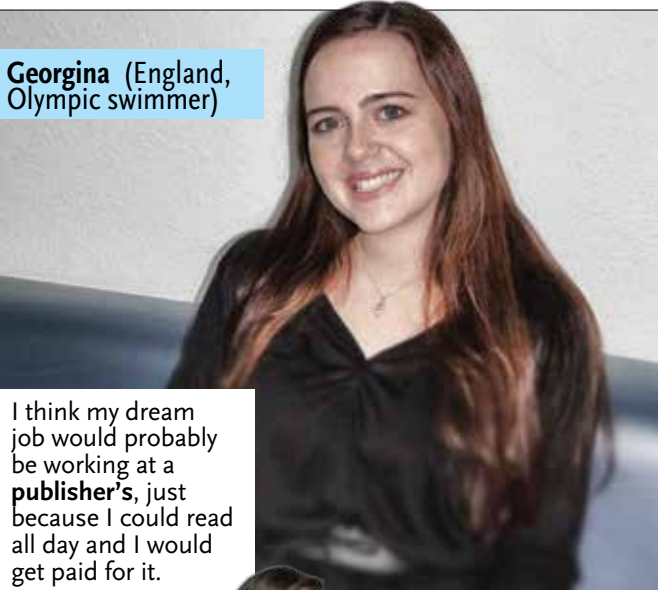 Georgina (England,
Olympic swimmer)
I think my dream
job would probably
be working at a
publisher's, just
because I could read
all day and I would
get paid for it.